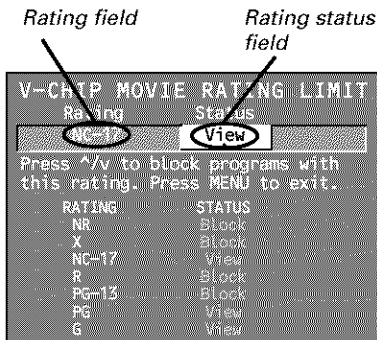 Rating field Rating status field
V-CHIP MOVIE RATING LIMIT
Rating Status
NC-17 View
Press ^/v to block programs with
this rating. Press MENU to exit.
RATING STATUS
NR Block
X Block
NC-17 View
R Block
PG-13 Block
PG View
G View